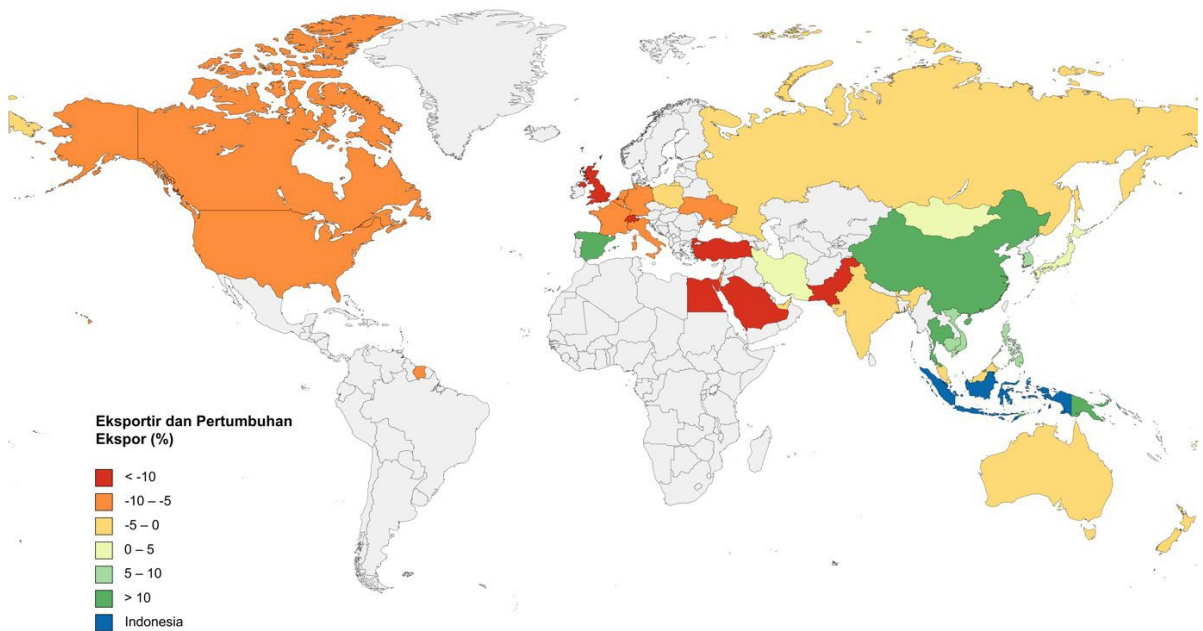 Eksportir dan Pertumbuhan
Ekspor (%)
< -10
-10 – -5
-5 – 0
0 – 5
5 – 10
> 10
Indonesia